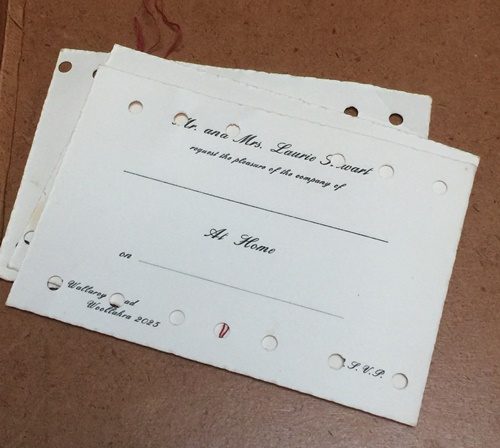 Mr. and Mrs. Laurie
request the pleasure of the company of
At Home
on
Wallaroy
Woollahra 2025
R.S.V.P.